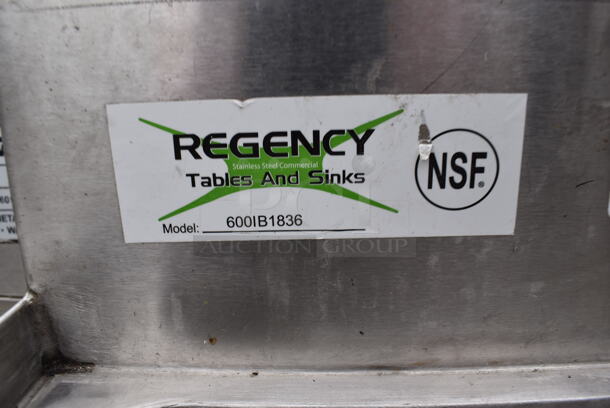 REGENCY
Stainless Steel Commercial
Tables And Sinks
Model: 600IB1836
NSF®
AUCTION GROUP